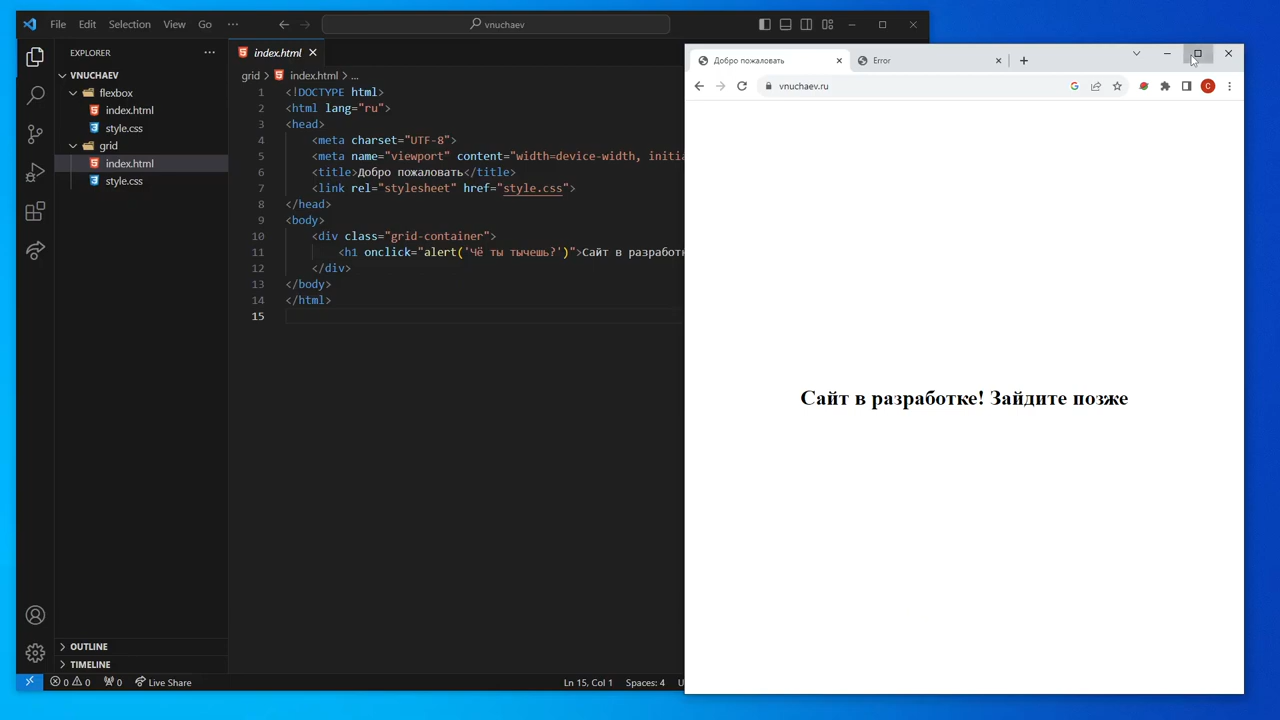 File Edit Selection View Go ··· vnuchaev
EXPLORER
VNUCHAEV
flexbox
index.html
style.css
grid
index.html
style.css
OUTLINE
TIMELINE
index.html
grid > index.html > ...
1 <!DOCTYPE html>
2 <html lang="ru">
3 <head>
4 <meta charset="UTF-8">
5 <meta name="viewport" content="width=device-width, initia
6 <title>Добро пожаловать</title>
7 <link rel="stylesheet" href="style.css">
8 </head>
9 <body>
10 <div class="grid-container">
11 <h1 onclick="alert('Чё ты тычешь?')">Сайт в разработк
12 </div>
13 </body>
14 </html>
15
0 0 0 Live Share Ln 15, Col 1 Spaces: 4 U
Добро пожаловать Error
vnuchaev.ru
G C
Сайт в разработке! Зайдите позже